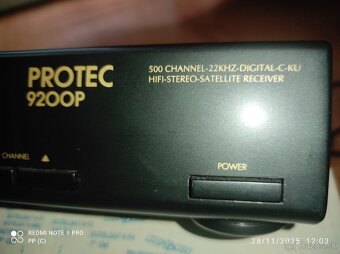 PROTEC
9200P
500 CHANNEL-22KHZ-DIGITAL-C-KU
HIFI-STEREO-SATELLITE RECEIVER
CHANNEL ▲
POWER
REDMI NOTE 9 PRO
PP (C)
28/11/2025 12:03